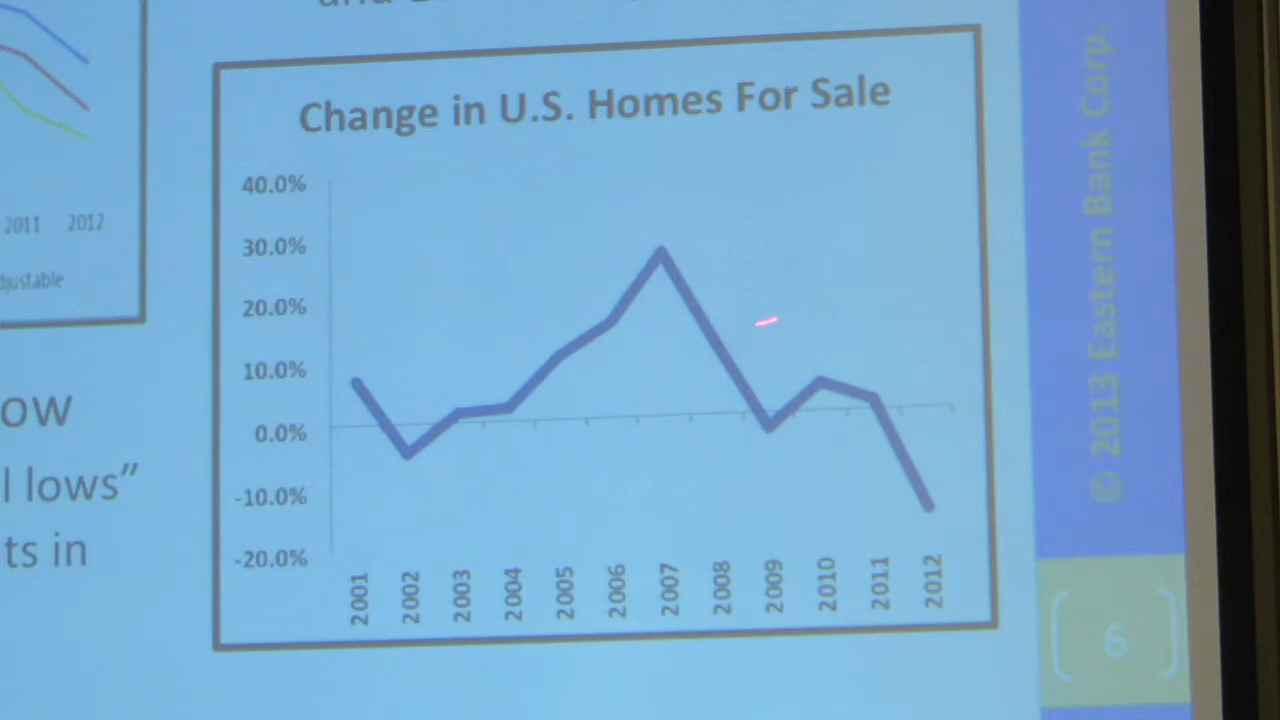 2011 2012
ow
l lows”
ts in
Change in U.S. Homes For Sale
40.0%
30.0%
20.0%
10.0%
0.0%
-10.0%
-20.0%
2001 2002 2003 2004 2005 2006 2007 2008 2009 2010 2011 2012
© 2013 Eastern Bank Corp.
6